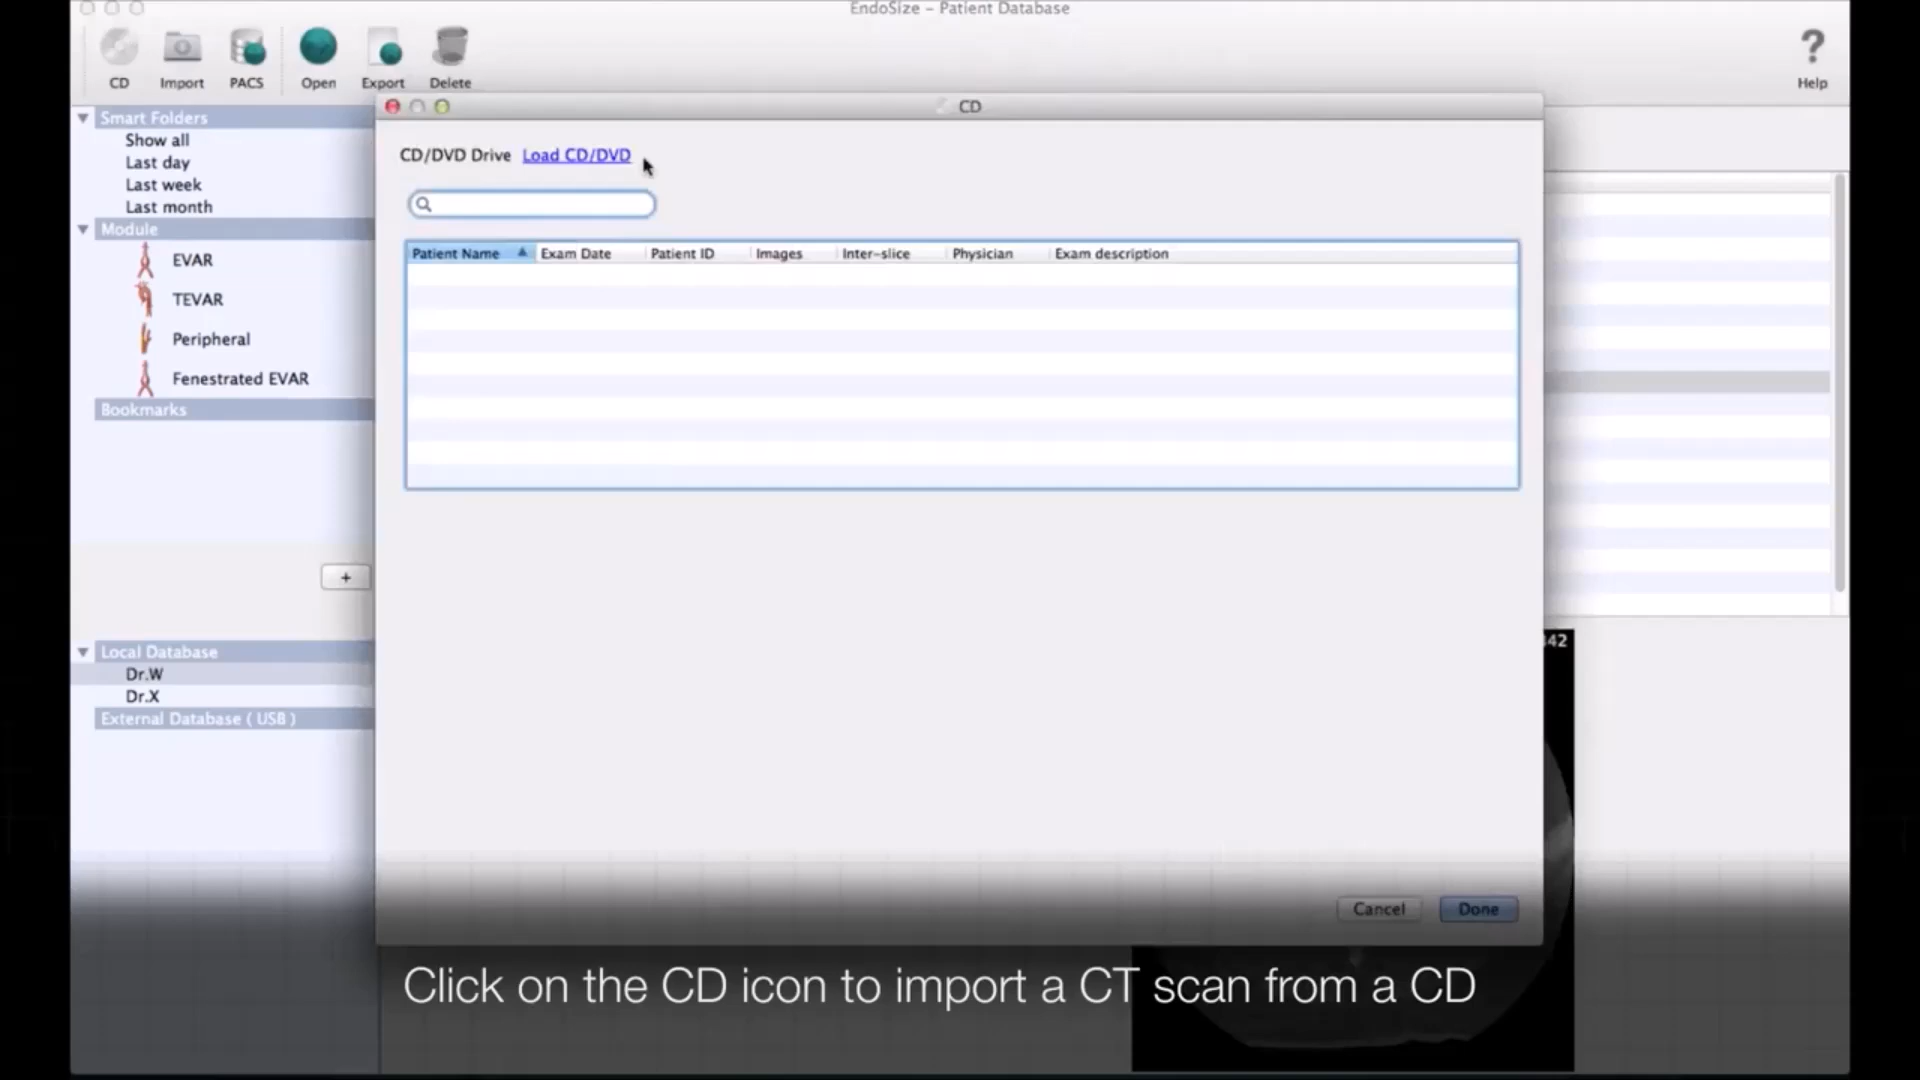 EndoSize – Patient Database
CD Import PACS Open Export Delete
Help
CD
Smart Folders
Show all
Last day
Last week
Last month
Module
EVAR
TEVAR
Peripheral
Fenestrated EVAR
Bookmarks
+
Local Database
Dr.W
Dr.X
External Database ( USB )
CD/DVD Drive Load CD/DVD
Patient Name Exam Date Patient ID Images Inter-slice Physician Exam description
Cancel Done
Click on the CD icon to import a CT scan from a CD